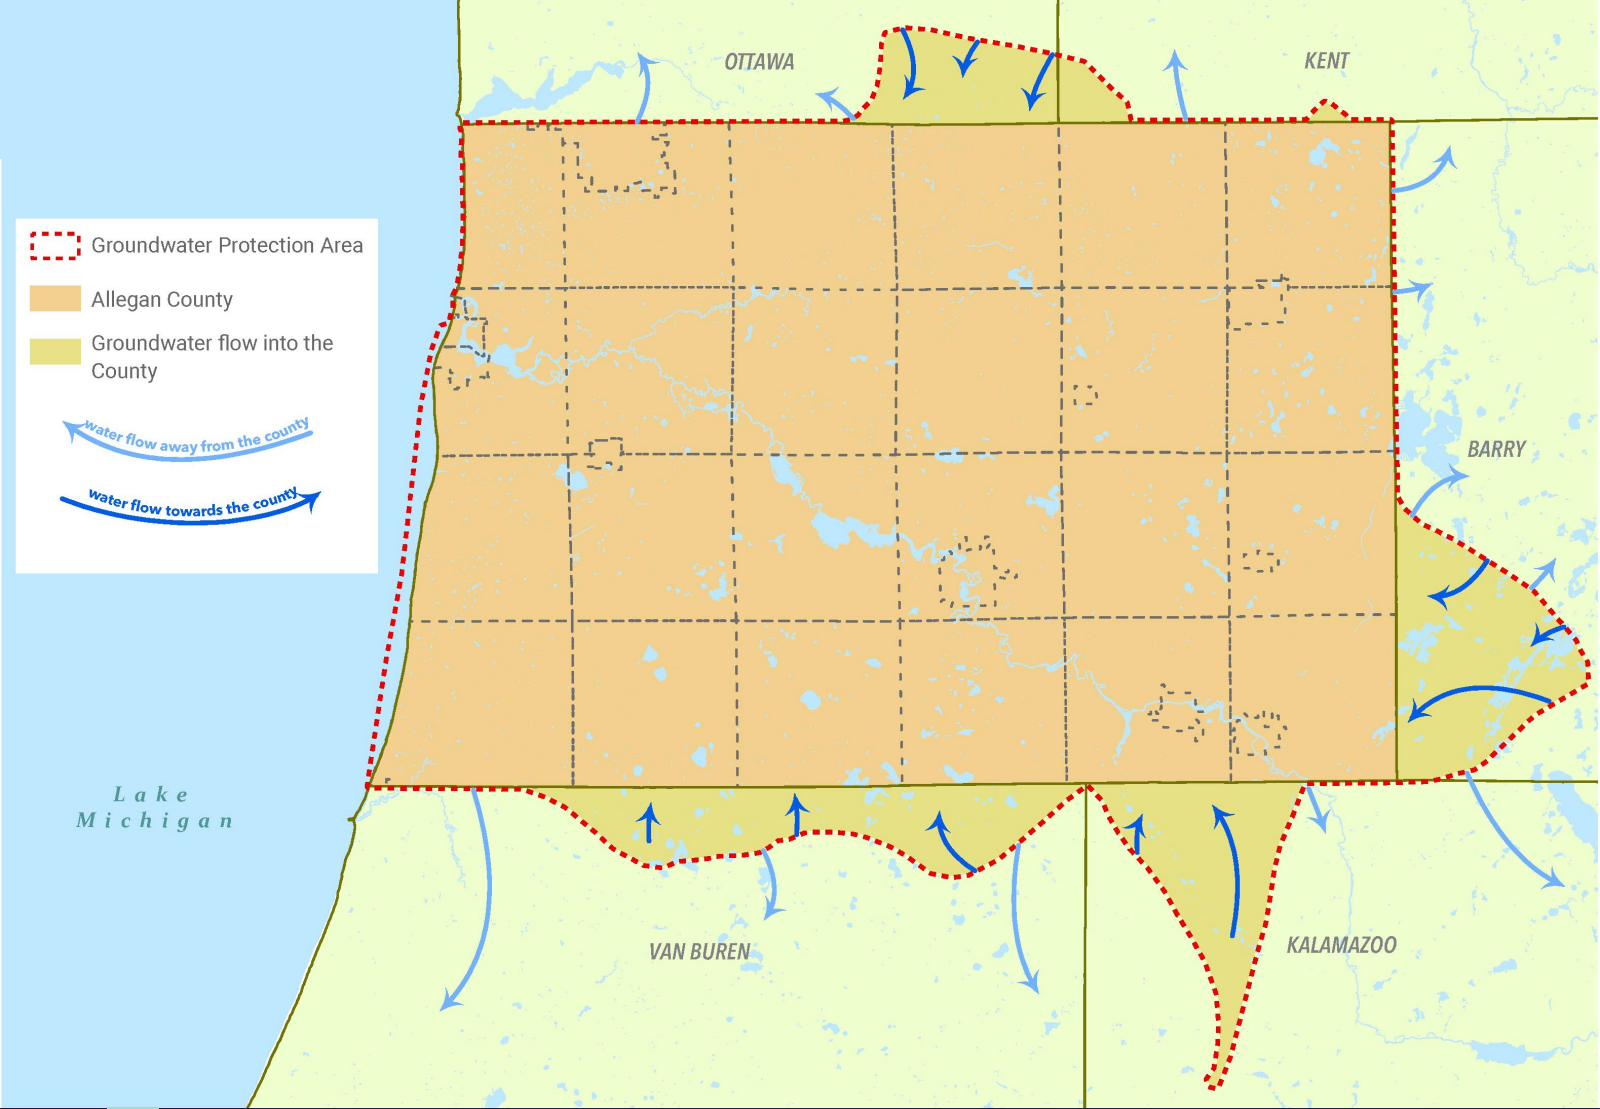 OTTAWA
KENT
Groundwater Protection Area
Allegan County
Groundwater flow into the
County
water flow away from the county
water flow towards the county
BARRY
Lake
Michigan
VAN BUREN
KALAMAZOO